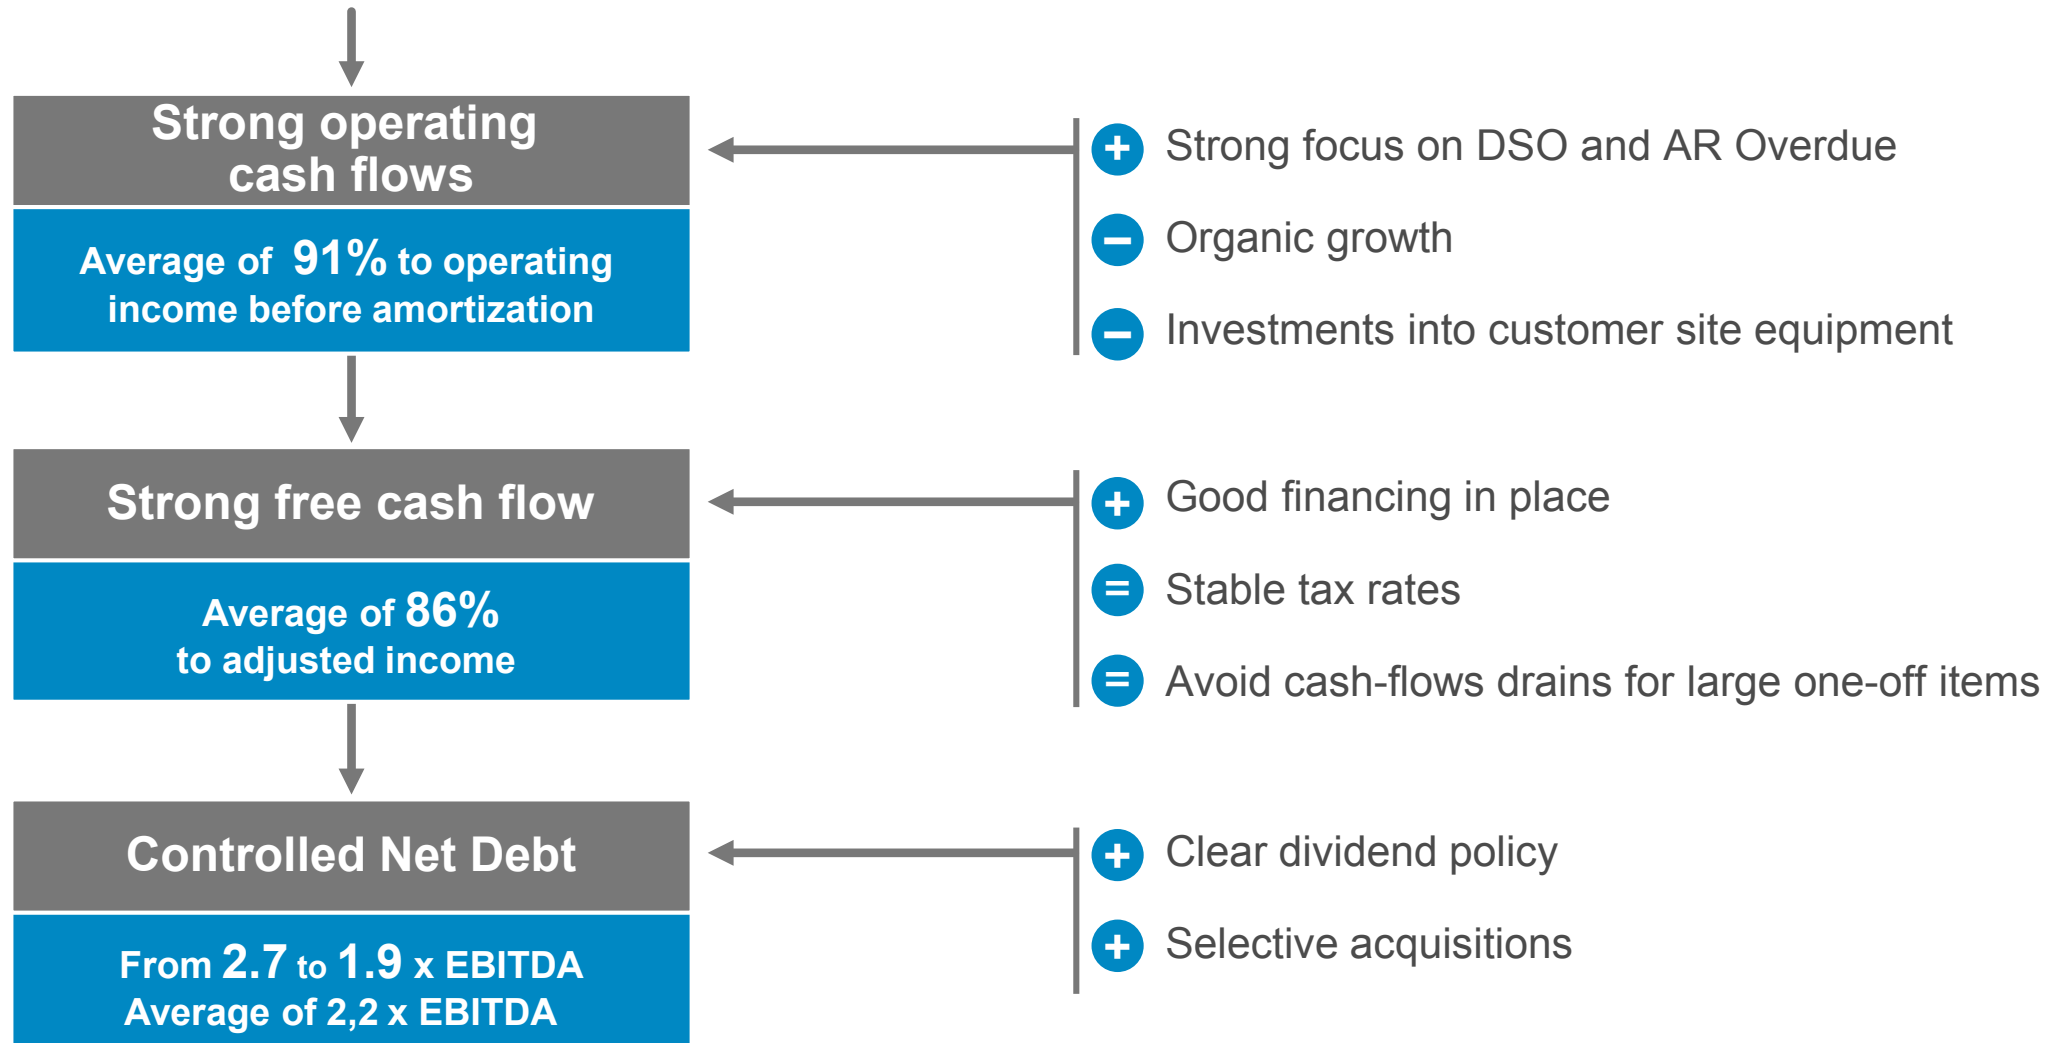 Strong operating
cash flows
Average of 91% to operating
income before amortization
+ Strong focus on DSO and AR Overdue
− Organic growth
− Investments into customer site equipment
Strong free cash flow
Average of 86%
to adjusted income
+ Good financing in place
= Stable tax rates
= Avoid cash-flows drains for large one-off items
Controlled Net Debt
From 2.7 to 1.9 x EBITDA
Average of 2,2 x EBITDA
+ Clear dividend policy
+ Selective acquisitions